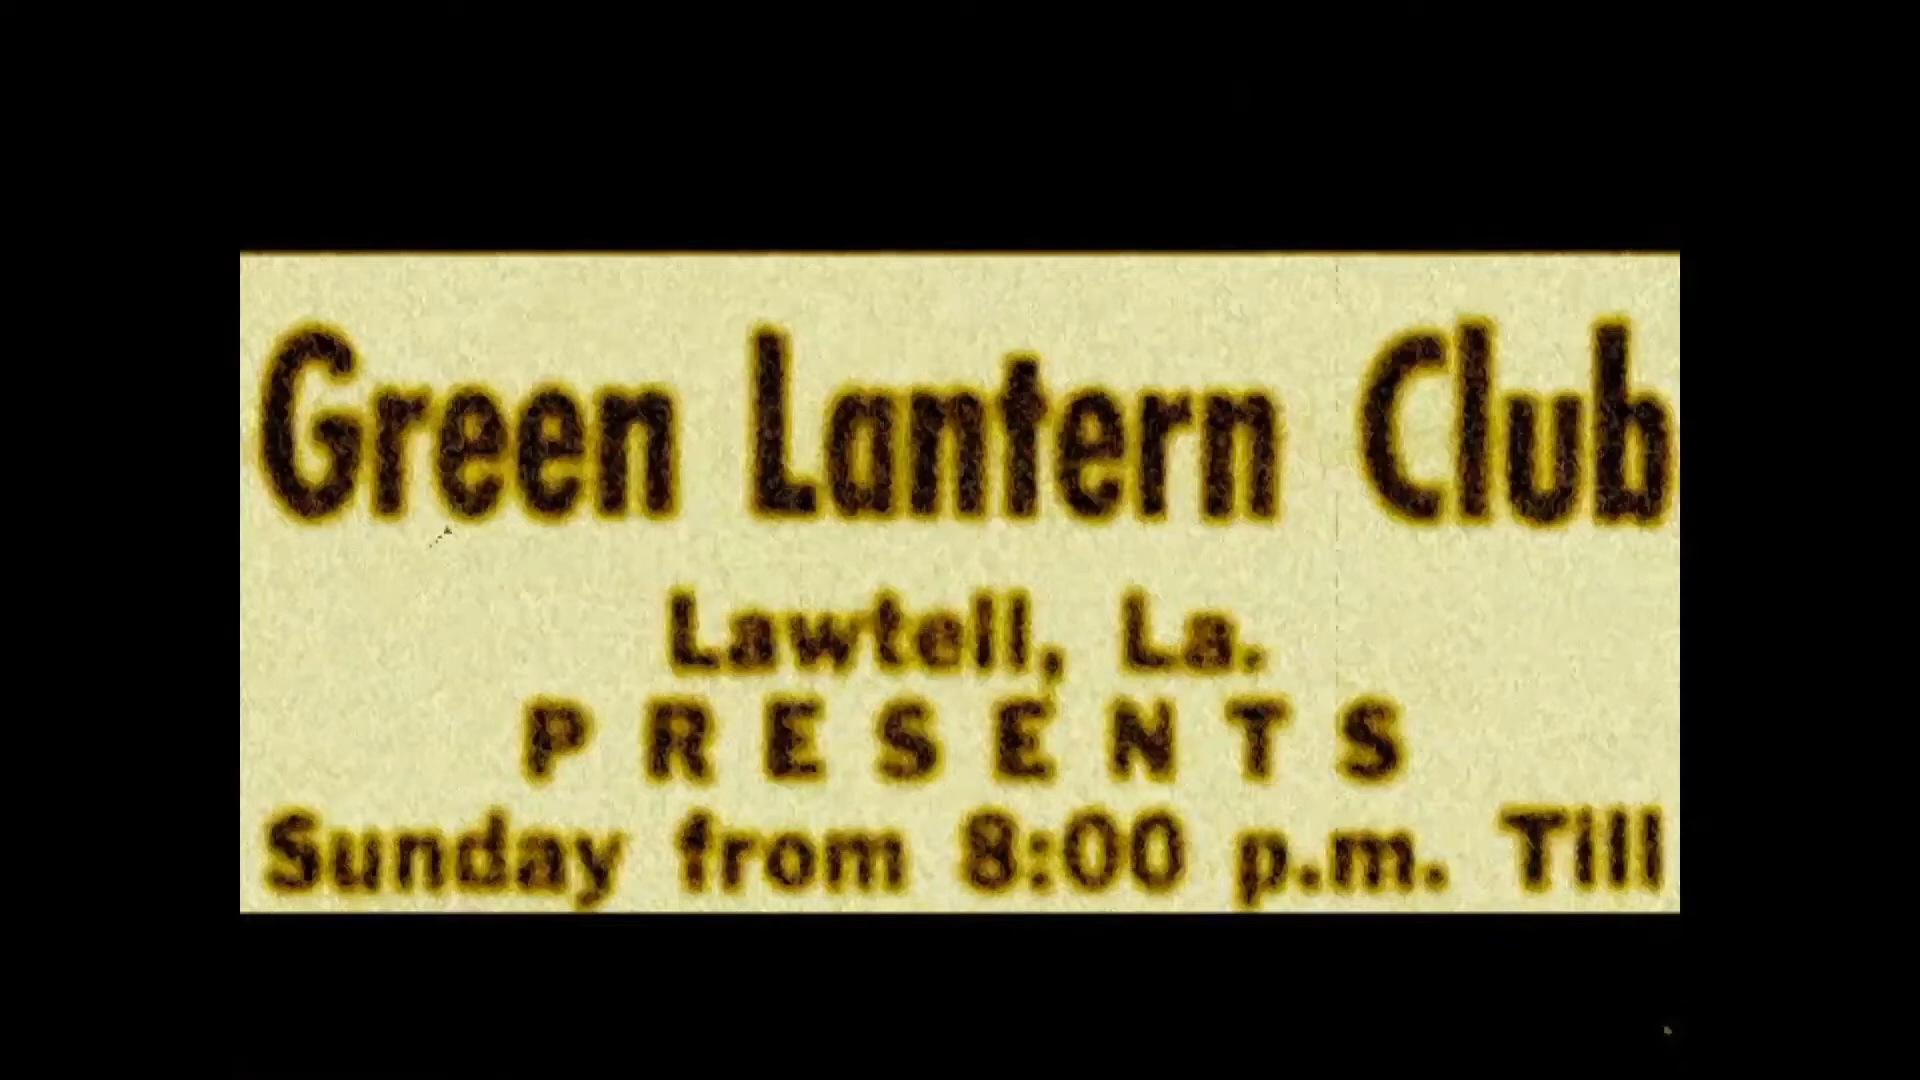 Green Lantern Club
Lawtell, La.
PRESENTS
Sunday from 8:00 p.m. Till